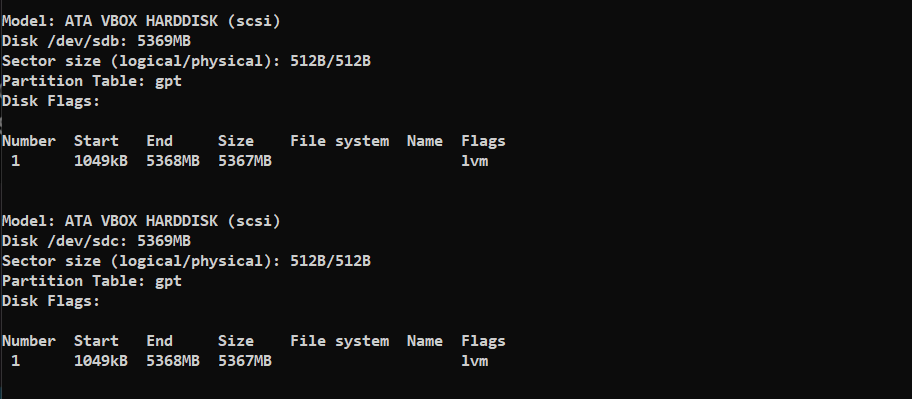 Model: ATA VBOX HARDDISK (scsi)
Disk /dev/sdb: 5369MB
Sector size (logical/physical): 512B/512B
Partition Table: gpt
Disk Flags:
Number  Start   End     Size    File system  Name  Flags
 1      1049kB  5368MB  5367MB                     lvm
Model: ATA VBOX HARDDISK (scsi)
Disk /dev/sdc: 5369MB
Sector size (logical/physical): 512B/512B
Partition Table: gpt
Disk Flags:
Number  Start   End     Size    File system  Name  Flags
 1      1049kB  5368MB  5367MB                     lvm